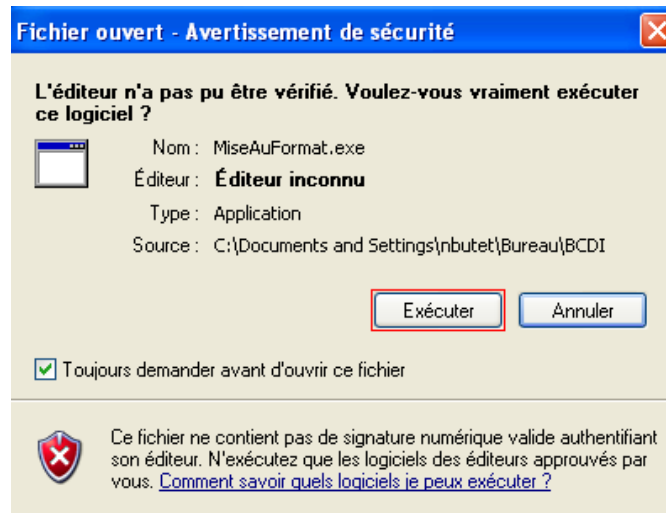 Fichier ouvert - Avertissement de sécurité
L'éditeur n'a pas pu être vérifié. Voulez-vous vraiment exécuter
ce logiciel ?
Nom : MiseAuFormat.exe
Éditeur : Éditeur inconnu
Type : Application
Source : C:\Documents and Settings\nbutet\Bureau\BCDI
Exécuter Annuler
Toujours demander avant d'ouvrir ce fichier
Ce fichier ne contient pas de signature numérique valide authentifiant
son éditeur. N'exécutez que les logiciels des éditeurs approuvés par
vous. Comment savoir quels logiciels je peux exécuter ?